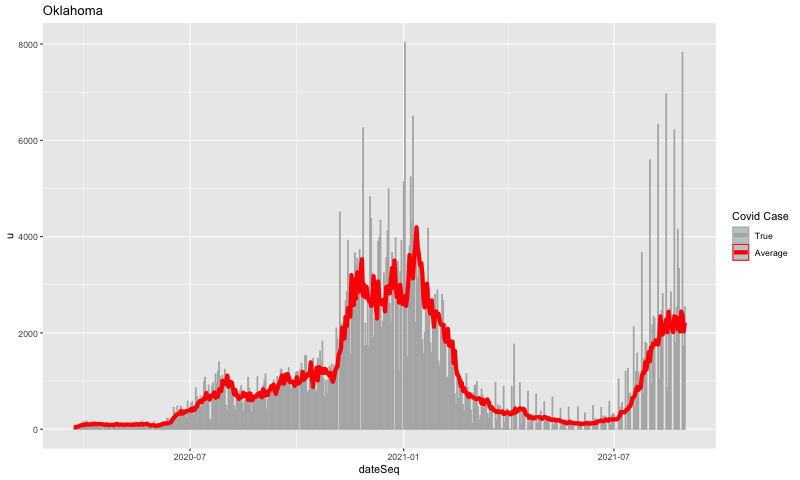 Oklahoma
8000
6000
4000
2000
0
u
2020-07
2021-01
2021-07
dateSeq
Covid Case
True
Average